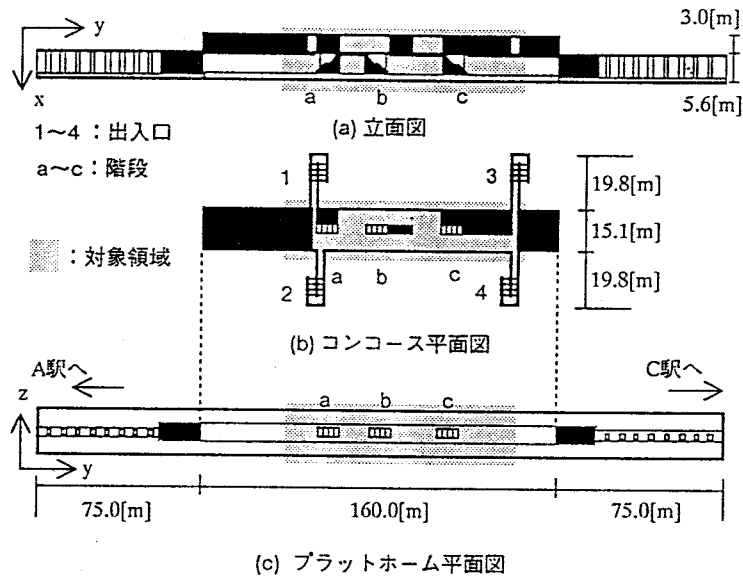 y
3.0[m]
x
a
b
c
5.6[m]
(a) 立面図
1～4 : 出入口
a～c : 階段
1
3
19.8[m]
15.1[m]
: 対象領域
a
b
c
2
4
19.8[m]
(b) コンコース平面図
A駅へ
C駅へ
z
a
b
c
y
75.0[m]
160.0[m]
75.0[m]
(c) プラットホーム平面図